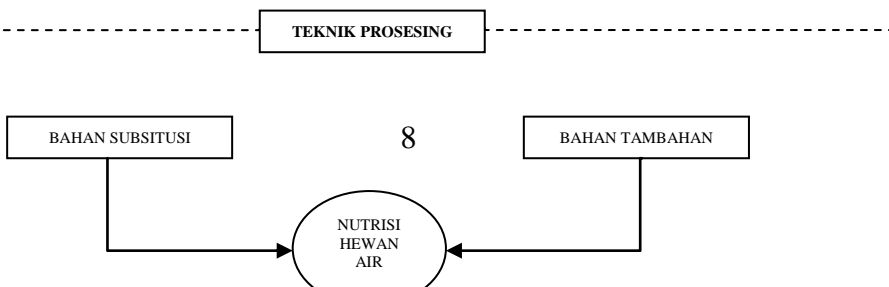 TEKNIK PROSESING
BAHAN SUBSITUSI
8
BAHAN TAMBAHAN
NUTRISI
HEWAN
AIR